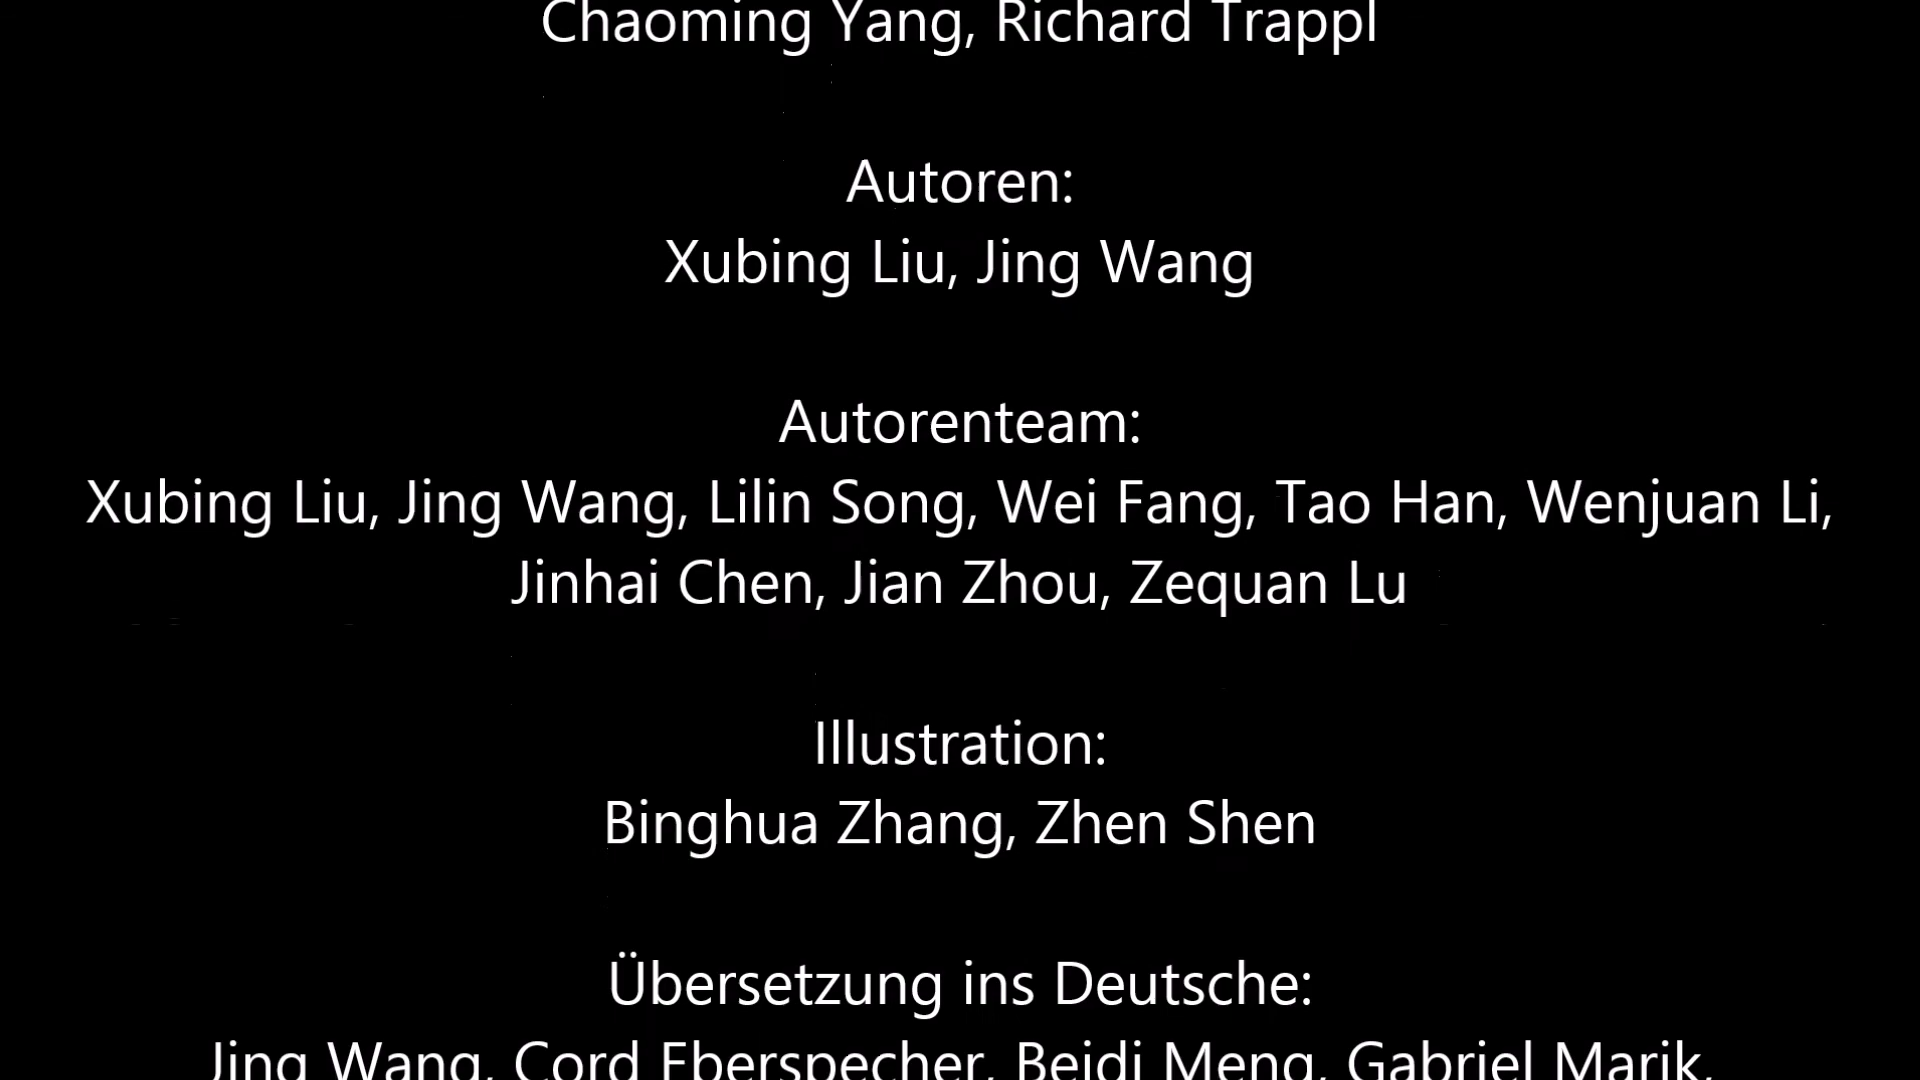 Chaoming Yang, Richard Trappl
Autoren:
Xubing Liu, Jing Wang
Autorenteam:
Xubing Liu, Jing Wang, Lilin Song, Wei Fang, Tao Han, Wenjuan Li,
Jinhai Chen, Jian Zhou, Zequan Lu
Illustration:
Binghua Zhang, Zhen Shen
Übersetzung ins Deutsche:
Jing Wang, Cord Eberspecher, Beidi Meng, Gabriel Marik,